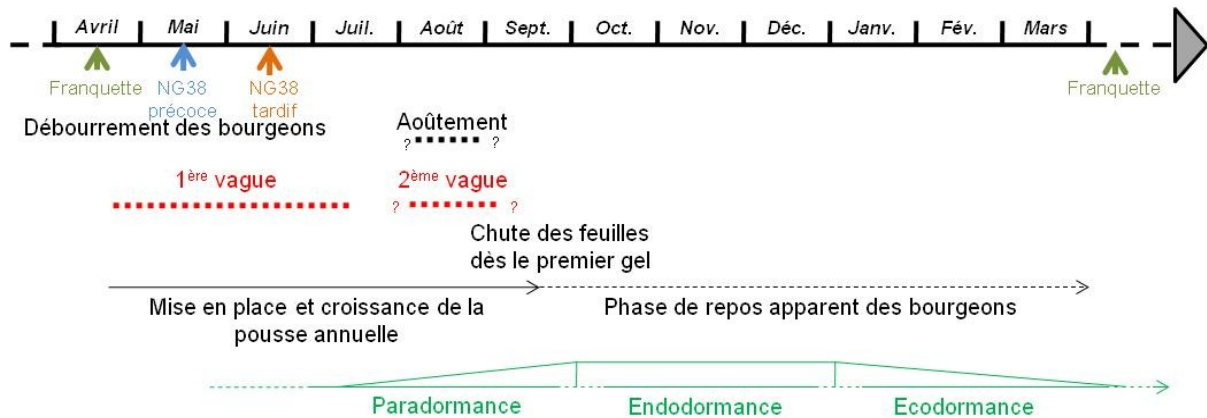 Avril Mai Juin Juil. Août Sept. Oct. Nov. Déc. Janv. Fév. Mars
Franquette NG38 précoce NG38 tardif Franquette
Débourrement des bourgeons
Aoûtement
? ?
1ère vague
2ème vague
? ?
Chute des feuilles
dès le premier gel
Mise en place et croissance de la
pousse annuelle
Phase de repos apparent des bourgeons
Paradormance Endodormance Ecodormance